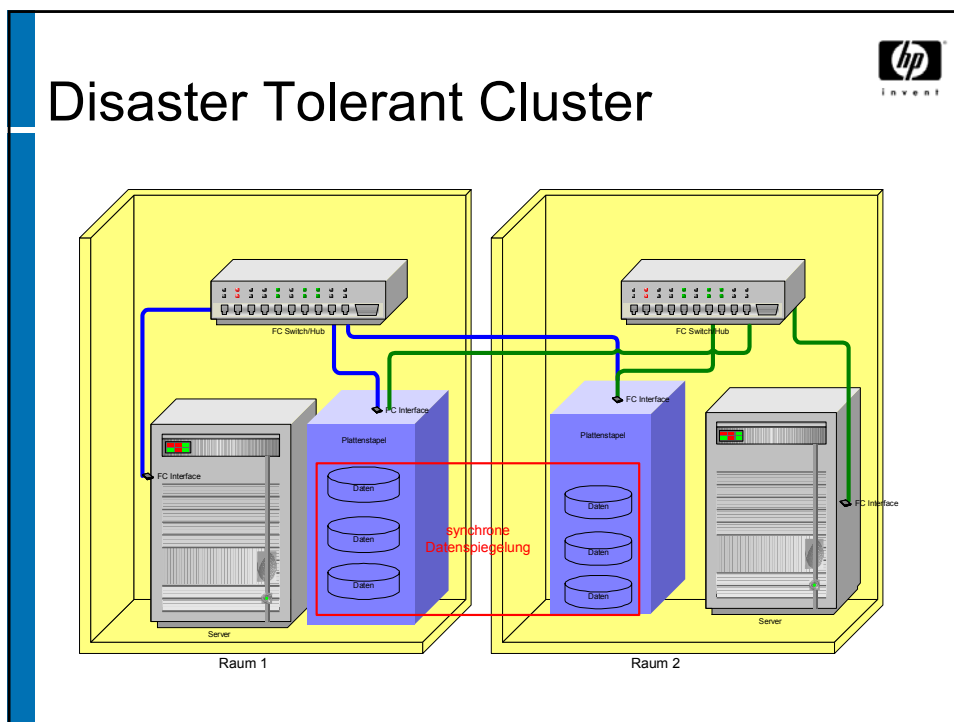 hp
invent
Disaster Tolerant Cluster
FC Switch/Hub
FC Switch/Hub
FC Interface
FC Interface
Plattenstapel
Plattenstapel
FC Interface
FC Interface
Daten
Daten
Daten
synchrone
Datenspiegelung
Daten
Daten
Daten
Server
Server
Raum 1
Raum 2